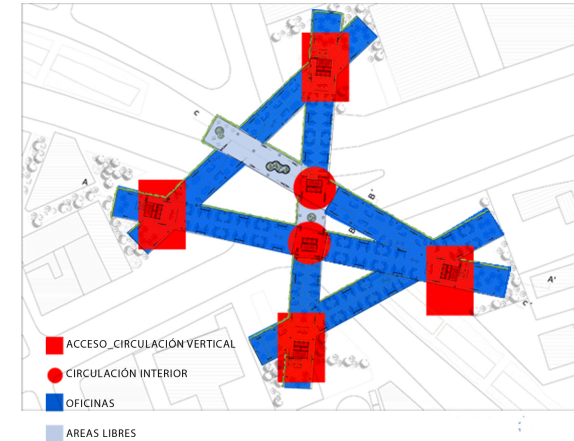 C
A
B'
B
A'
C'
ACCESO_CIRCULACIÓN VERTICAL
CIRCULACIÓN INTERIOR
OFICINAS
AREAS LIBRES